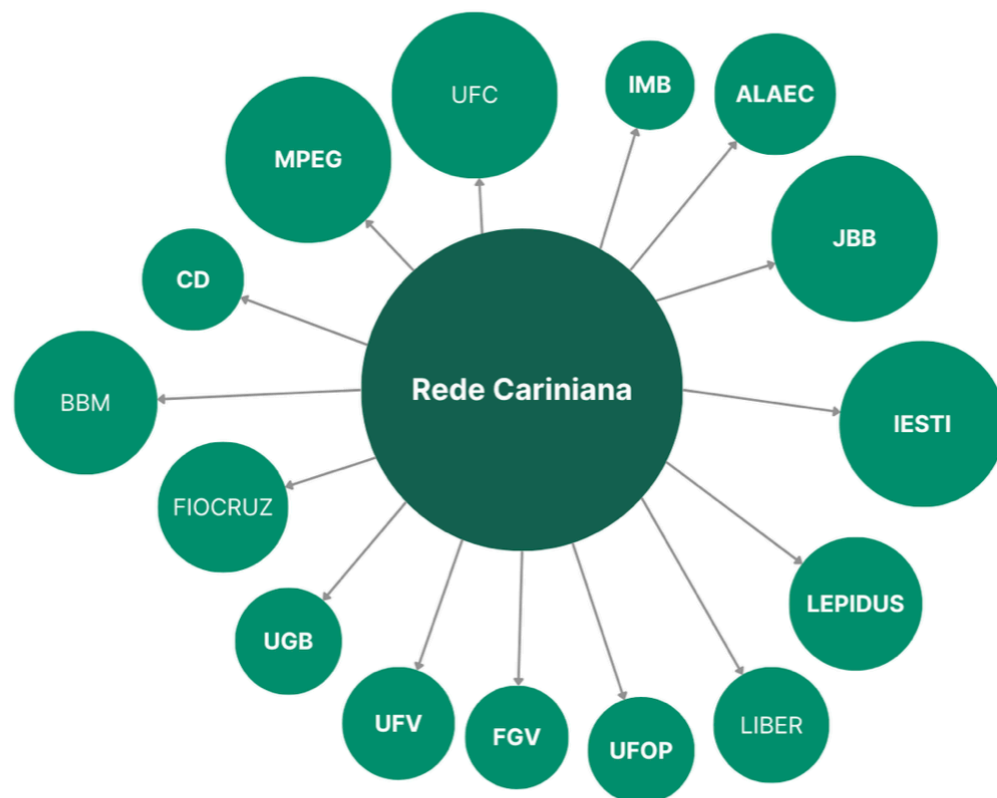 UFC
IMB
ALAEC
MPEG
JBB
CD
Rede Cariniana
BBM
IESTI
FIOCRUZ
LEPIDUS
UGB
UFV
FGV
UFOP
LIBER